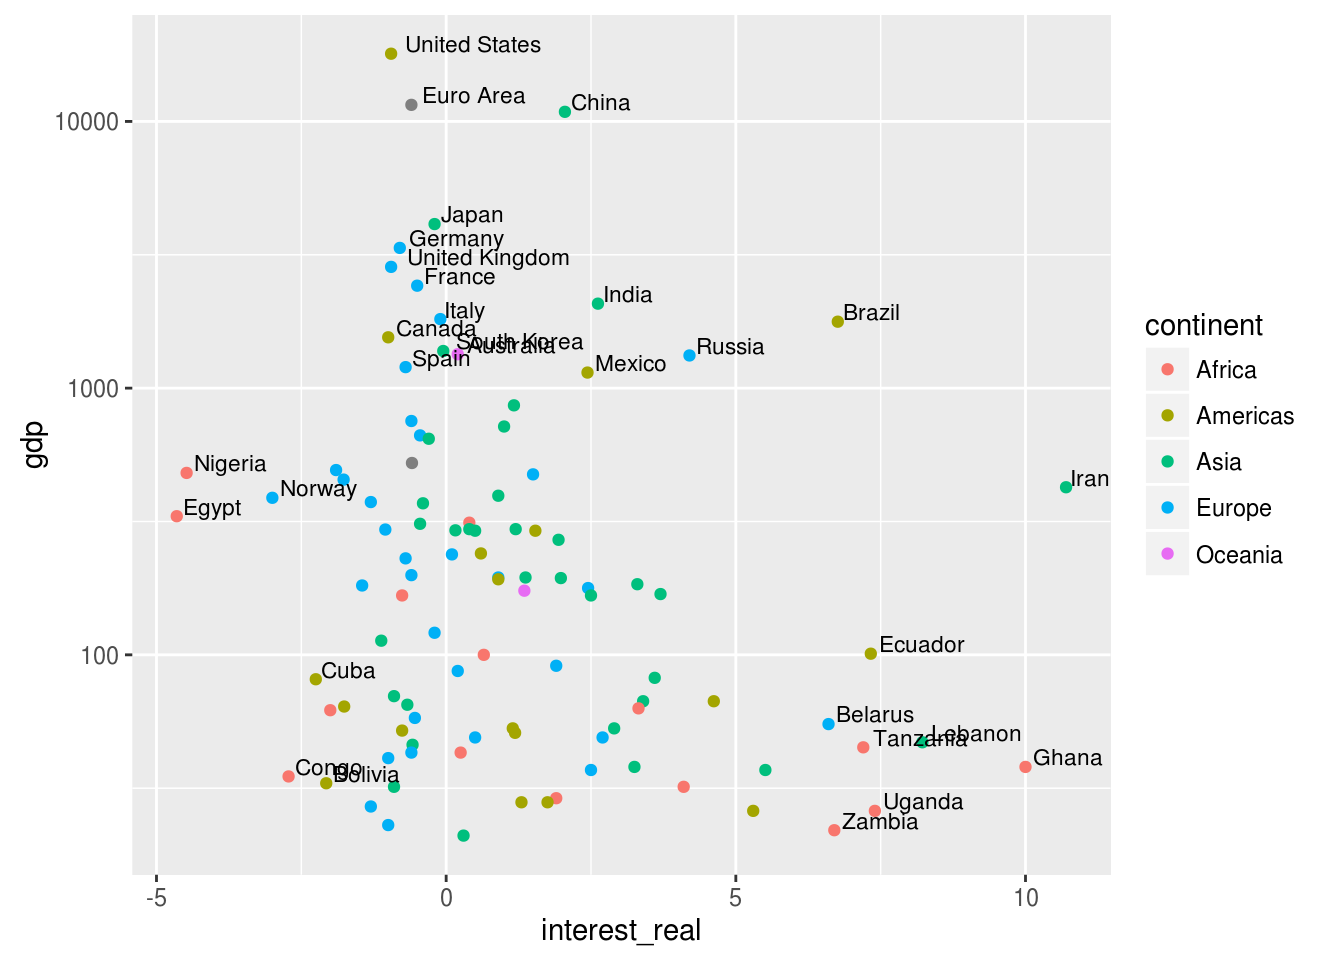 United States
Euro Area
China
10000
Japan
Germany
United Kingdom
France
India
Italy
Brazil
Canada
South Korea
Australia
Russia
Spain
Mexico
1000
continent
Africa
Americas
Asia
Europe
Oceania
gdp
Nigeria
Iran
Norway
Egypt
100
Ecuador
Cuba
Belarus
Lebanon
Tanzania
Ghana
Congo
Bolivia
Uganda
Zambia
-5 0 5 10
interest_real